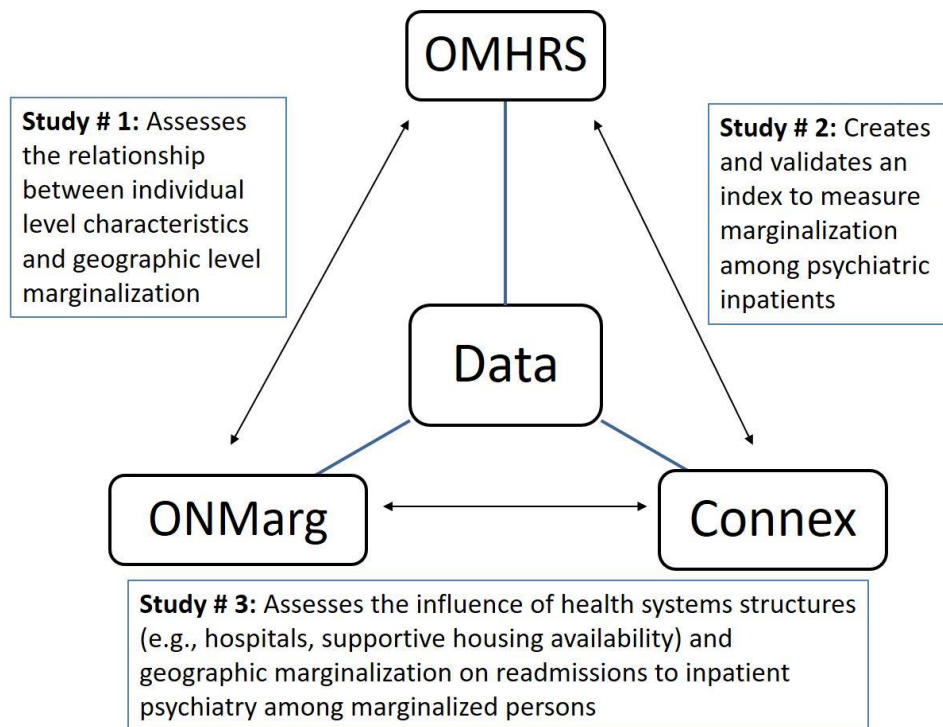 OMHRS
Study # 1: Assesses
the relationship
between individual
level characteristics
and geographic level
marginalization
Study # 2: Creates
and validates an
index to measure
marginalization
among psychiatric
inpatients
Data
ONMarg
Connex
Study # 3: Assesses the influence of health systems structures
(e.g., hospitals, supportive housing availability) and
geographic marginalization on readmissions to inpatient
psychiatry among marginalized persons